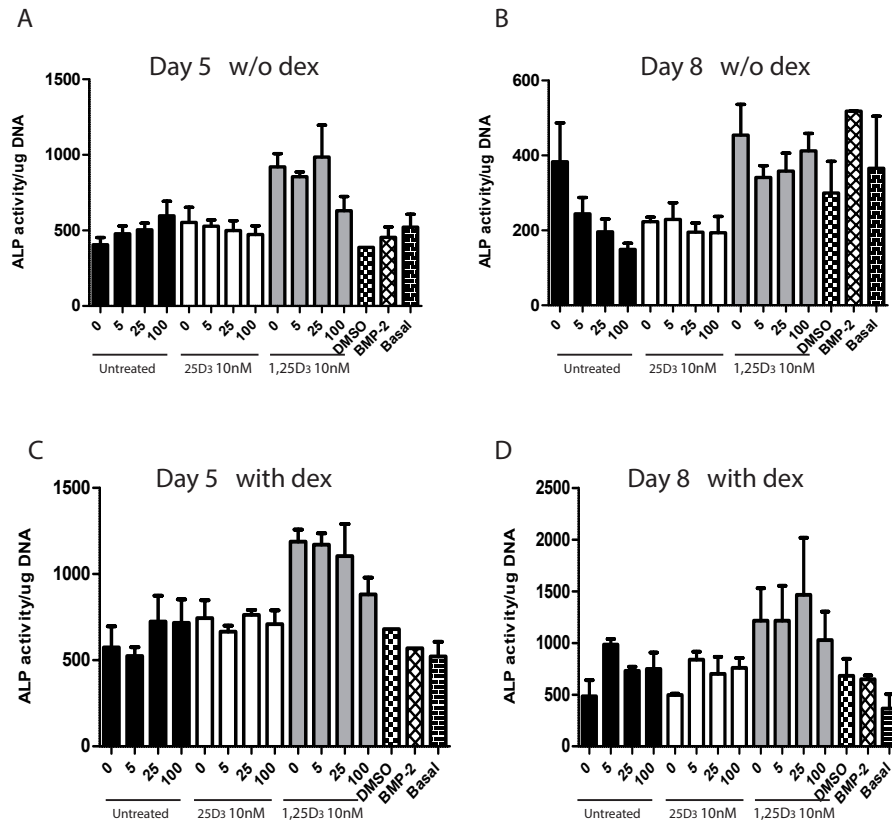 A
Day 5 w/o dex
ALP activity/ug DNA
1500
1000
500
0
0 5 25 100 0 5 25 100 0 5 25 100 DMSO BMP-2 Basal
Untreated 25D3 10nM 1,25D3 10nM
B
Day 8 w/o dex
ALP activity/ug DNA
600
400
200
0
0 5 25 100 0 5 25 100 0 5 25 100 DMSO BMP-2 Basal
Untreated 25D3 10nM 1,25D3 10nM
C
Day 5 with dex
ALP activity/ug DNA
1500
1000
500
0
0 5 25 100 0 5 25 100 0 5 25 100 DMSO BMP-2 Basal
Untreated 25D3 10nM 1,25D3 10nM
D
Day 8 with dex
ALP activity/ug DNA
2500
2000
1500
1000
500
0
0 5 25 100 0 5 25 100 0 5 25 100 DMSO BMP-2 Basal
Untreated 25D3 10nM 1,25D3 10nM